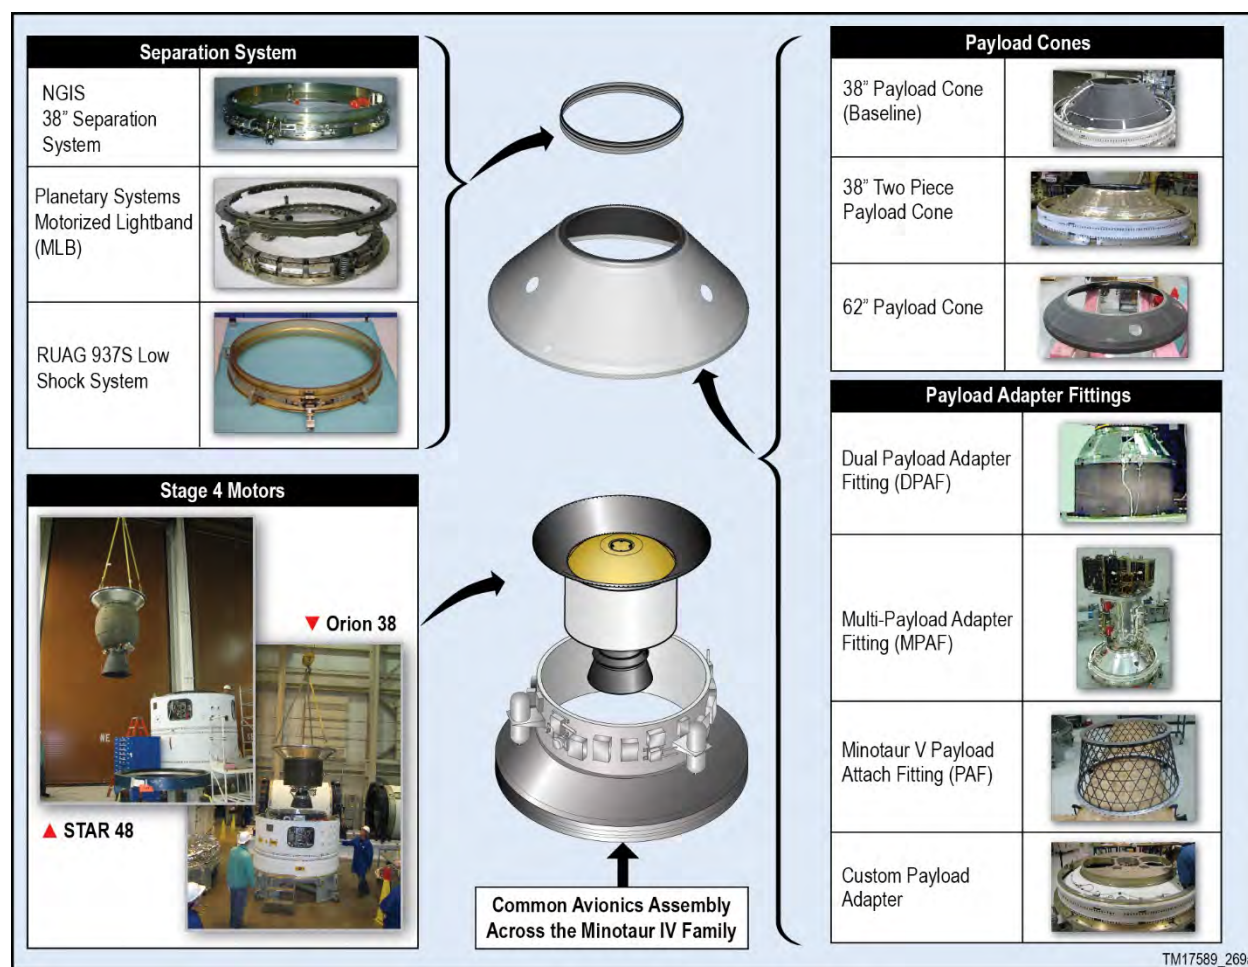 Separation System
NGIS
38” Separation
System
Planetary Systems
Motorized Lightband
(MLB)
RUAG 937S Low
Shock System
Stage 4 Motors
▼ Orion 38
▲ STAR 48
Common Avionics Assembly
Across the Minotaur IV Family
Payload Cones
38” Payload Cone
(Baseline)
38” Two Piece
Payload Cone
62” Payload Cone
Payload Adapter Fittings
Dual Payload Adapter
Fitting (DPAF)
Multi-Payload Adapter
Fitting (MPAF)
Minotaur V Payload
Attach Fitting (PAF)
Custom Payload
Adapter